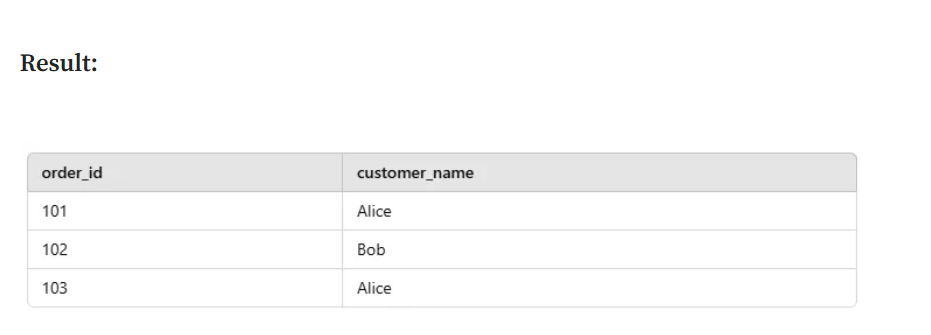 Result:
order_id customer_name
101 Alice
102 Bob
103 Alice